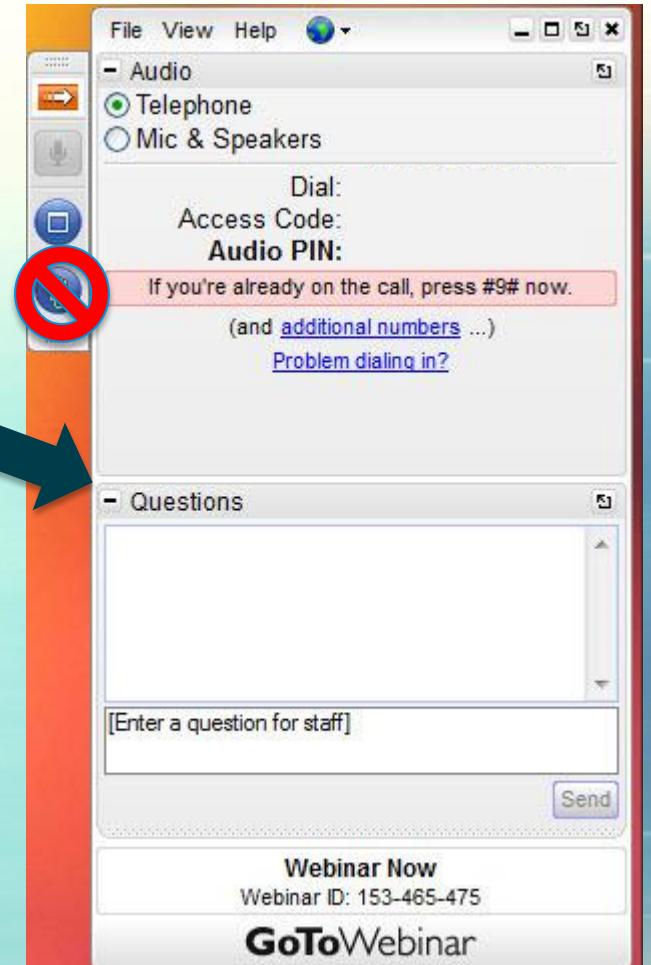 File View Help
Audio
Telephone
Mic & Speakers
Dial:
Access Code:
Audio PIN:
If you're already on the call, press #9# now.
(and additional numbers ...)
Problem dialing in?
Questions
[Enter a question for staff]
Send
Webinar Now
Webinar ID: 153-465-475
GoToWebinar